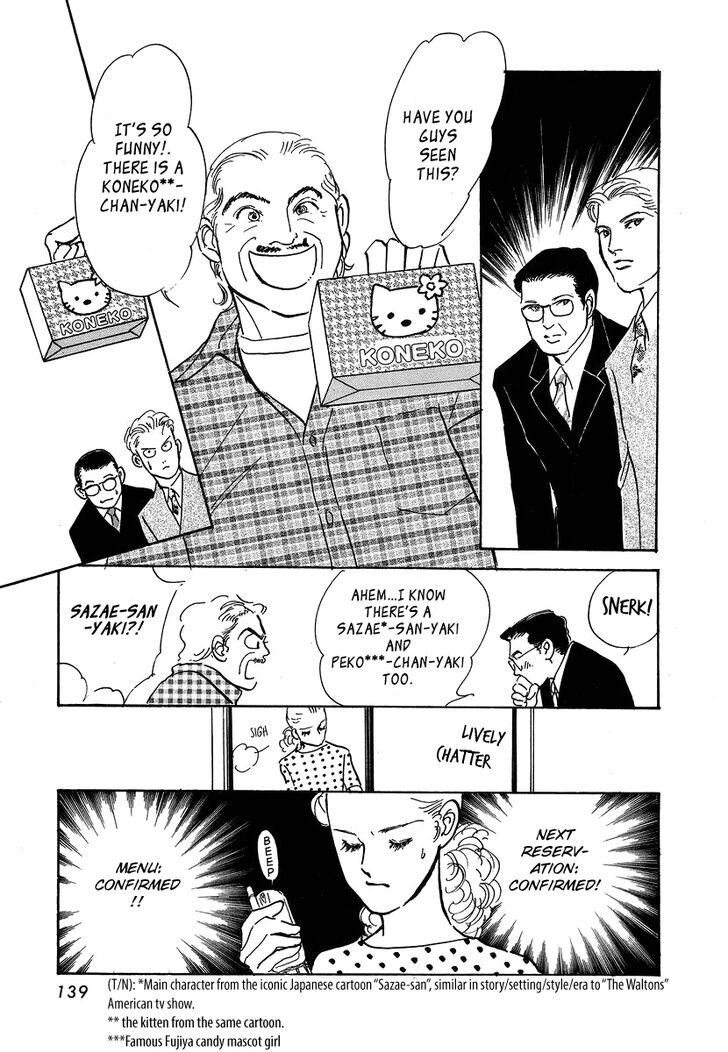 HAVE YOU
GUYS
SEEN
THIS?
IT'S SO
FUNNY!.
THERE IS A
KONEKO**-
CHAN-YAKI!
KONEKO
KONEKO
SNERK!
AHEM...I KNOW
THERE'S A
SAZAE*-SAN-YAKI
AND
PEKO***-CHAN-YAKI
TOO.
SAZAE-SAN
-YAKI?!
LIVELY
CHATTER
SIGH
NEXT
RESERV-
ATION:
CONFIRMED!
BEEP
MENU:
CONFIRMED
!!
139
(T/N): *Main character from the iconic Japanese cartoon "Sazae-san", similar in story/setting/style/era to "The Waltons"
American tv show.
** the kitten from the same cartoon.
***Famous Fujiya candy mascot girl